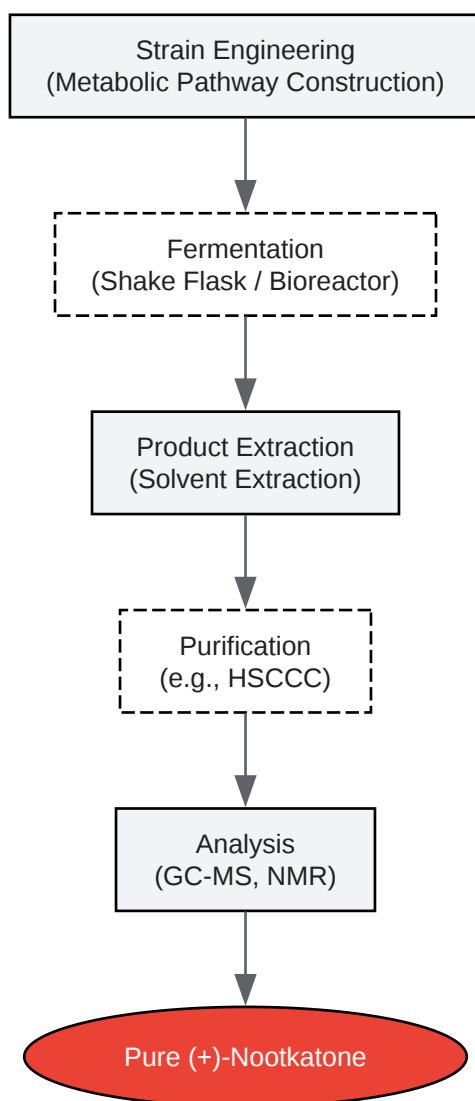 Strain Engineering
(Metabolic Pathway Construction)
Fermentation
(Shake Flask / Bioreactor)
Product Extraction
(Solvent Extraction)
Purification
(e.g., HSCCC)
Analysis
(GC-MS, NMR)
Pure (+)-Nootkatone